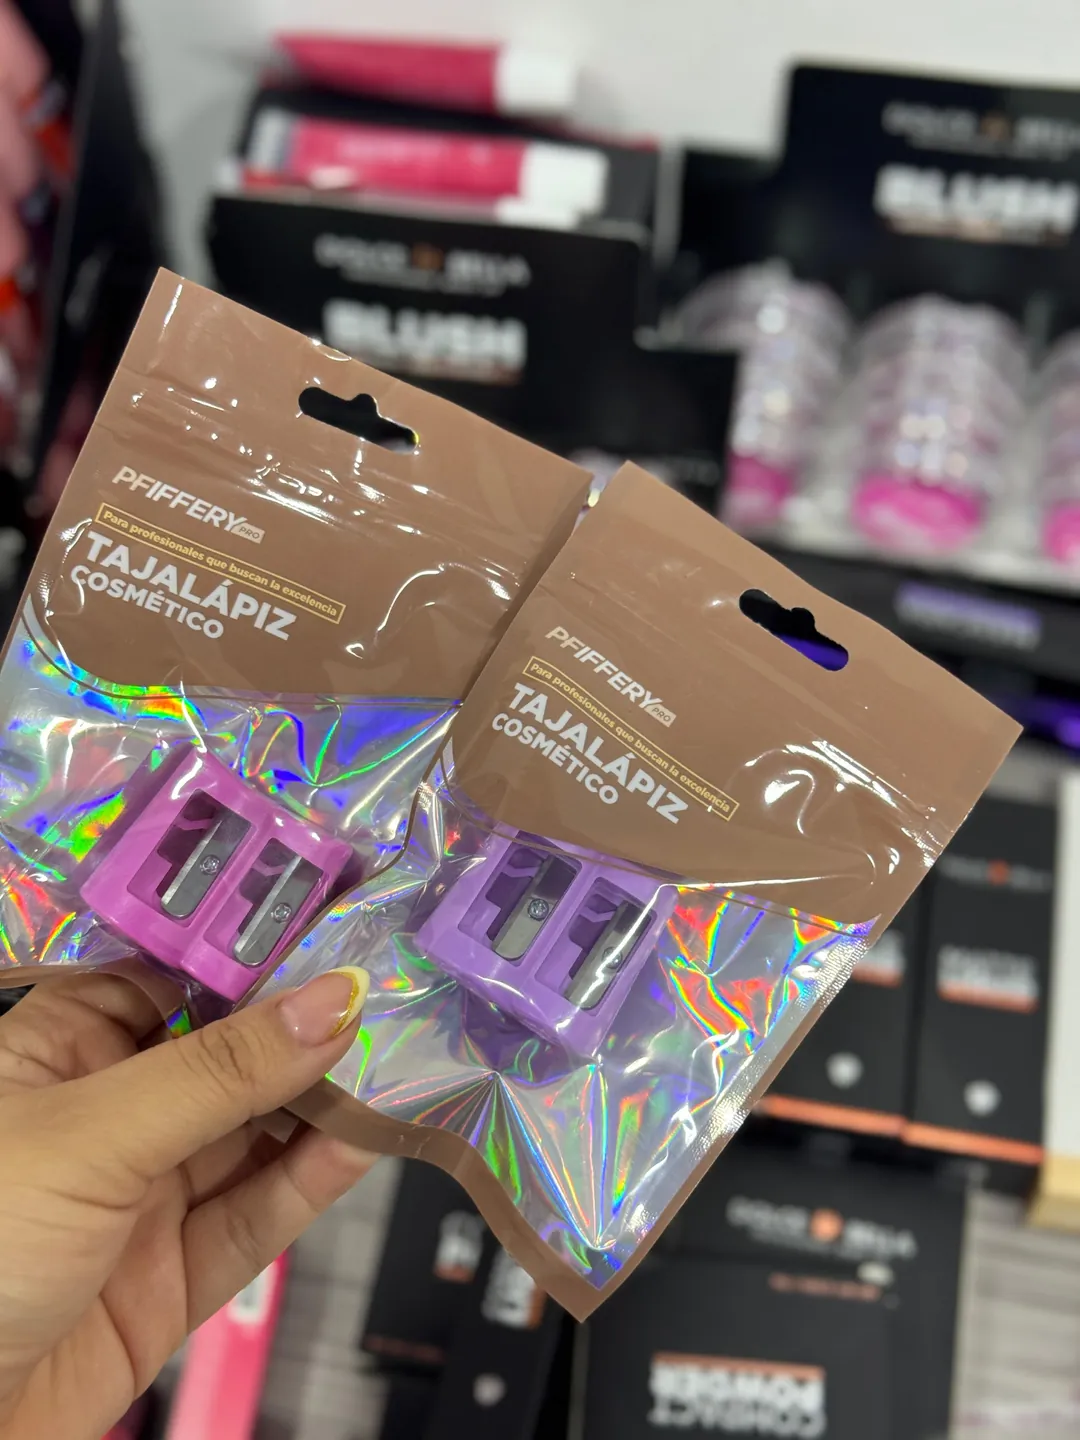 BLUSH
BLUSH
PFIFFERY PRO
Para profesionales que buscan la excelencia
TAJALÁPIZ
COSMÉTICO
PFIFFERY PRO
Para profesionales que buscan la excelencia
TAJALÁPIZ
COSMÉTICO
COMPACT
POWDER